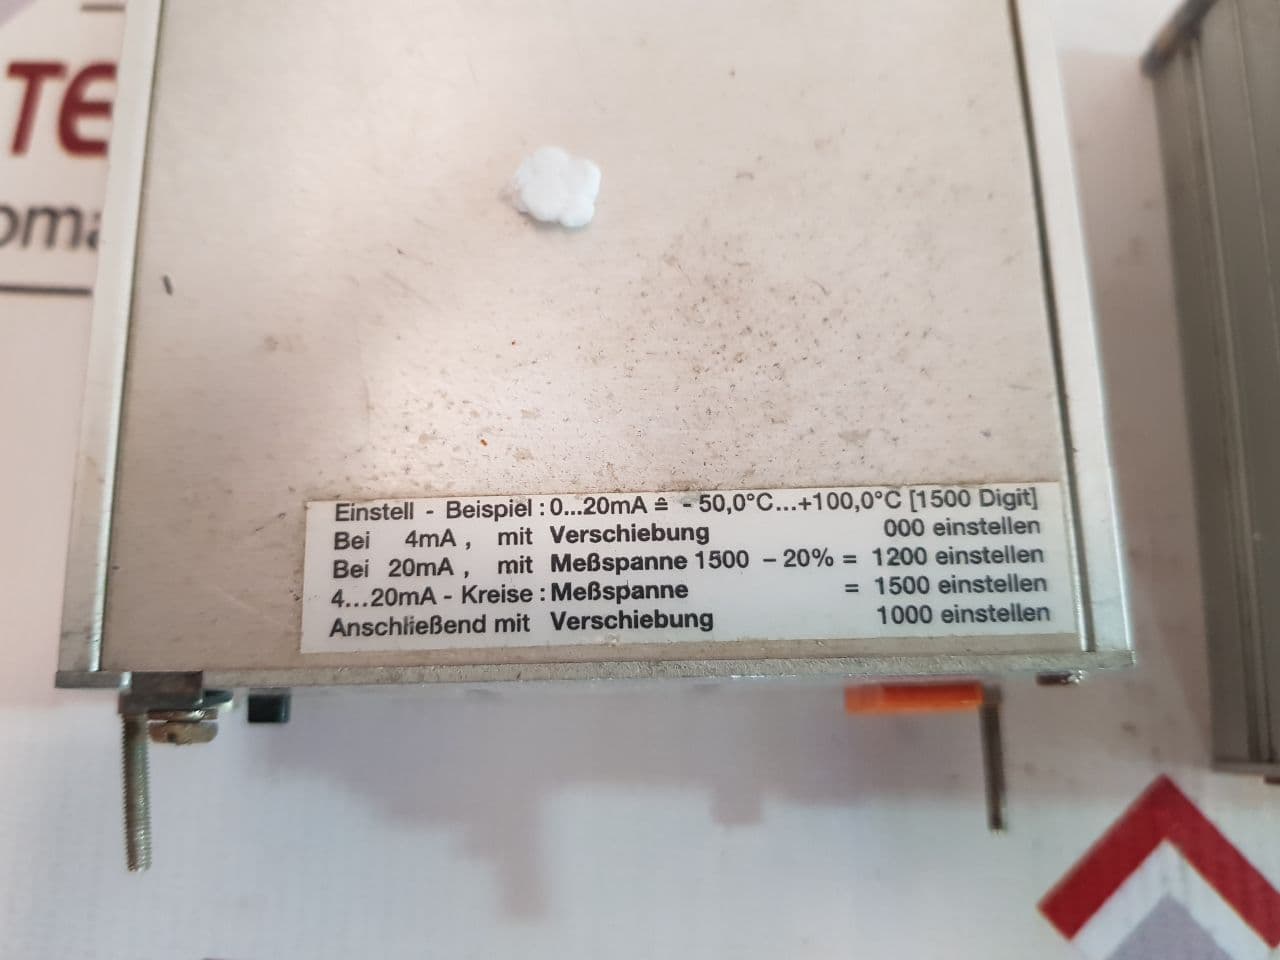 TE
oma
Einstell - Beispiel : 0...20mA ≙ - 50,0°C...+100,0°C [1500 Digit]
Bei 4mA , mit Verschiebung 000 einstellen
Bei 20mA , mit Meßspanne 1500 - 20% = 1200 einstellen
4...20mA - Kreise : Meßspanne = 1500 einstellen
Anschließend mit Verschiebung 1000 einstellen